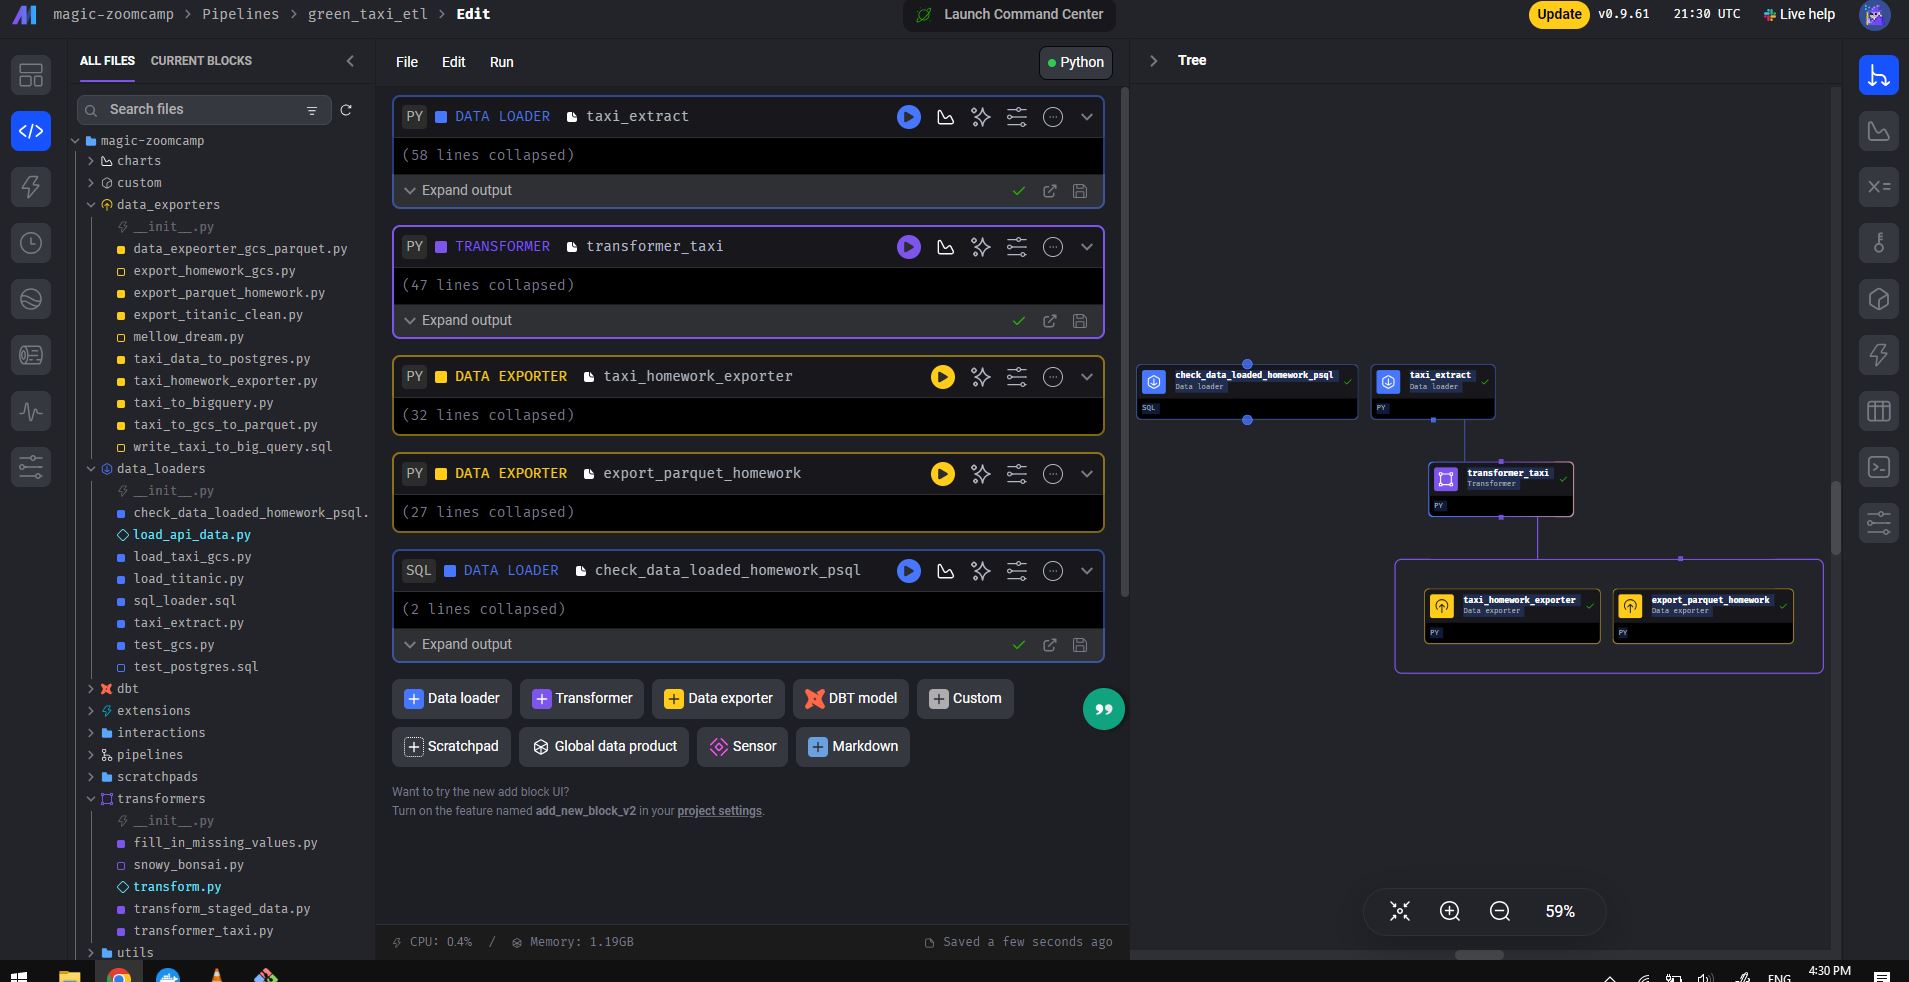 magic-zoomcamp > Pipelines > green_taxi_etl > Edit
Launch Command Center
Update v0.9.61 21:30 UTC Live help
ALL FILES CURRENT BLOCKS
Search files
magic-zoomcamp
charts
custom
data_exporters
__init__.py
data_expeorter_gcs_parquet.py
export_homework_gcs.py
export_parquet_homework.py
export_titanic_clean.py
mellow_dream.py
taxi_data_to_postgres.py
taxi_homework_exporter.py
taxi_to_bigquery.py
taxi_to_gcs_to_parquet.py
write_taxi_to_big_query.sql
data_loaders
__init__.py
check_data_loaded_homework_psql.
load_api_data.py
load_taxi_gcs.py
load_titanic.py
sql_loader.sql
taxi_extract.py
test_gcs.py
test_postgres.sql
dbt
extensions
interactions
pipelines
scratchpads
transformers
__init__.py
fill_in_missing_values.py
snowy_bonsai.py
transform.py
transform_staged_data.py
transformer_taxi.py
utils
File Edit Run
Python
PY DATA LOADER taxi_extract
(58 lines collapsed)
Expand output
PY TRANSFORMER transformer_taxi
(47 lines collapsed)
Expand output
PY DATA EXPORTER taxi_homework_exporter
(32 lines collapsed)
PY DATA EXPORTER export_parquet_homework
(27 lines collapsed)
SQL DATA LOADER check_data_loaded_homework_psql
(2 lines collapsed)
Expand output
Data loader Transformer Data exporter DBT model Custom
Scratchpad Global data product Sensor Markdown
Want to try the new add block UI?
Turn on the feature named add_new_block_v2 in your project settings.
CPU: 0.4% / Memory: 1.19GB
Saved a few seconds ago
Tree
check_data_loaded_homework_psql
Data loader
SQL
taxi_extract
Data loader
PY
transformer_taxi
Transformer
PY
taxi_homework_exporter
Data exporter
PY
export_parquet_homework
Data exporter
PY
59%
ENG
4:30 PM